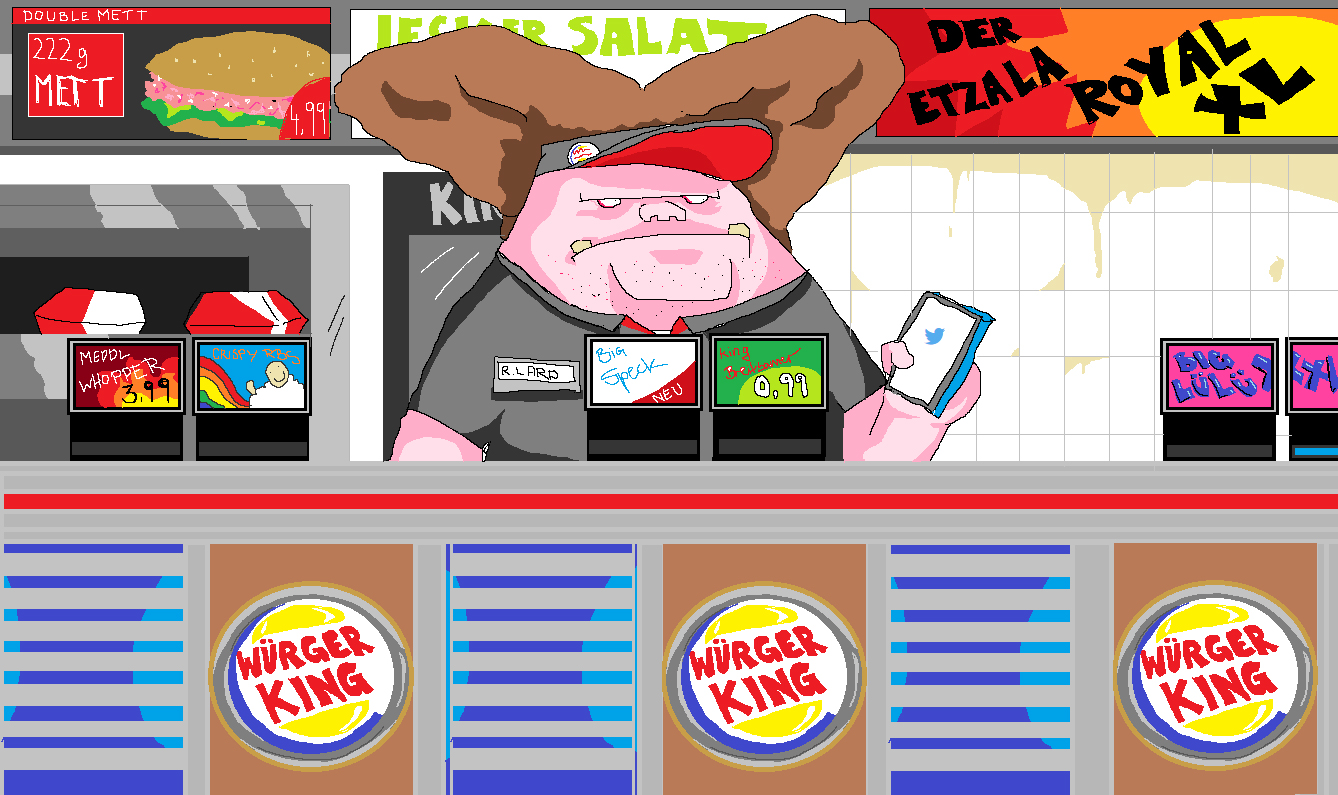 DOUBLE METT
222g
METT
4,99
SALAT
DER
ETZALA
ROYAL
XL
MEDDL
WHOPPER
3,99
CRISPY
R.LARD
BIG
Speck
NEU
king
0,99
BIG
LÜLÜ
WÜRGER
KING
WÜRGER
KING
WÜRGER
KING